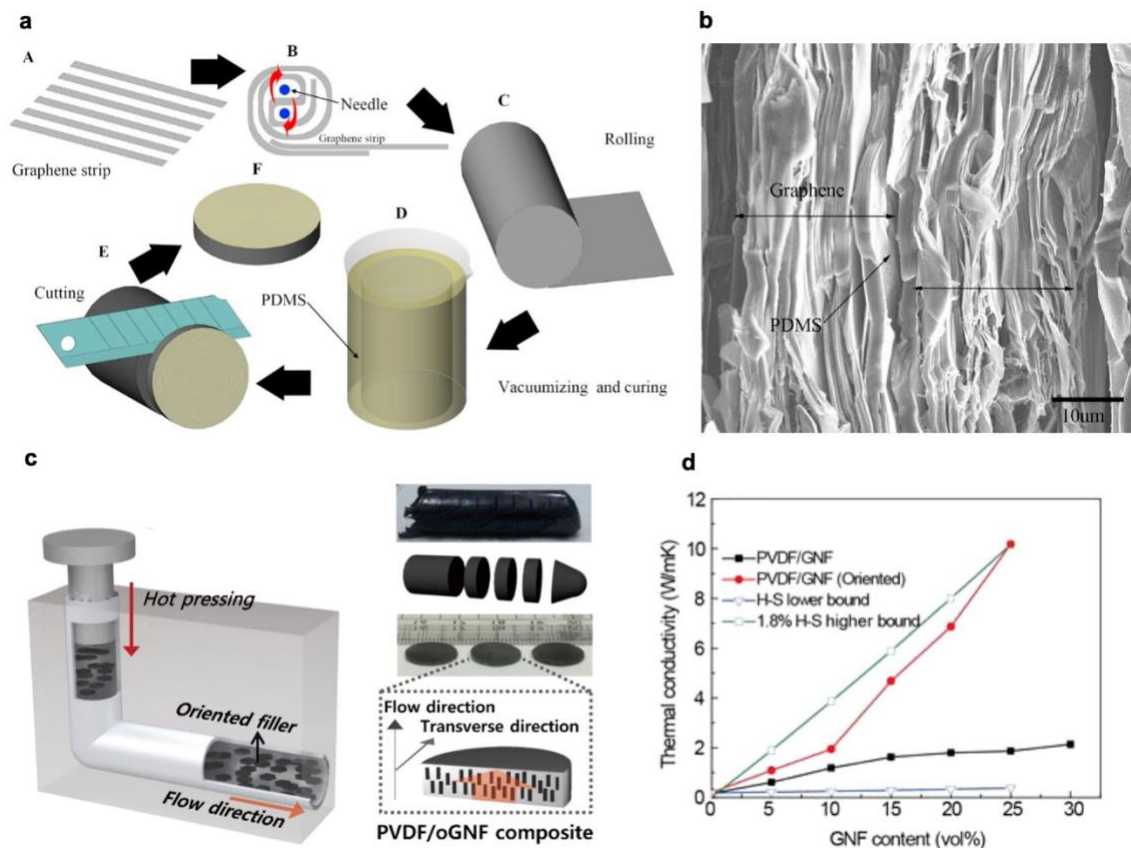 a
A
Graphene strip
B
Needle
Graphene strip
C
Rolling
D
PDMS
Vacuumizing and curing
E
Cutting
F
b
Graphene
PDMS
10um
c
Hot pressing
Oriented filler
Flow direction
Flow direction
Transverse direction
PVDF/oGNF composite
d
Thermal conductivity (W/mK)
12
10
8
6
4
2
0
PVDF/GNF
PVDF/GNF (Oriented)
H-S lower bound
1.8% H-S higher bound
0 5 10 15 20 25 30
GNF content (vol%)